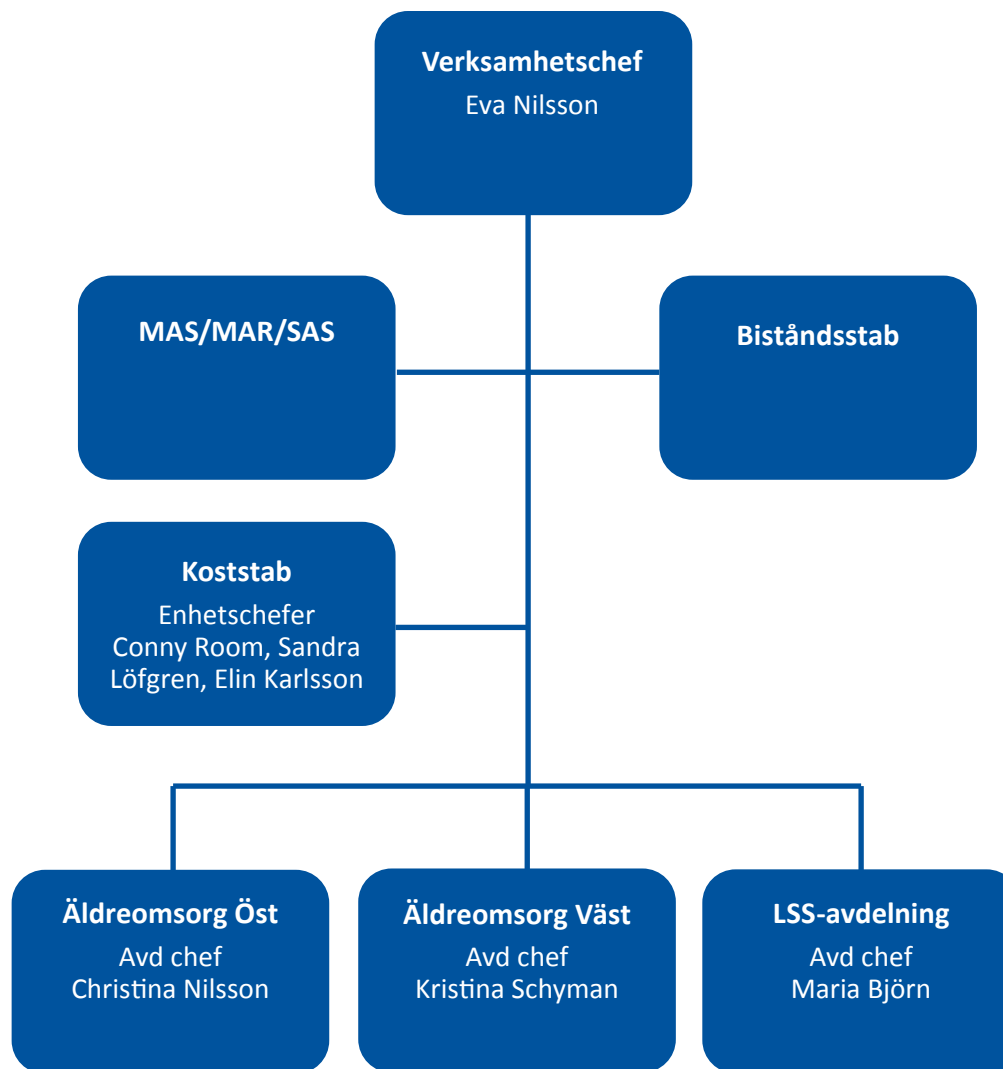 Verksamhetschef
Eva Nilsson
MAS/MAR/SAS
Biståndsstab
Koststab
Enhetschefer
Conny Room, Sandra
Löfgren, Elin Karlsson
Äldreomsorg Öst
Avd chef
Christina Nilsson
Äldreomsorg Väst
Avd chef
Kristina Schyman
LSS-avdelning
Avd chef
Maria Björn